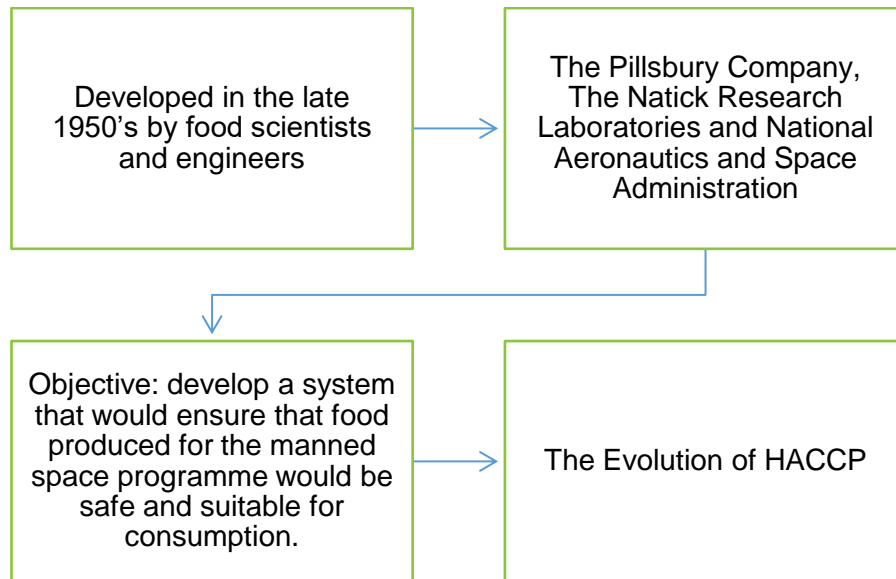 Developed in the late
1950's by food scientists
and engineers
The Pillsbury Company,
The Natick Research
Laboratories and National
Aeronautics and Space
Administration
Objective: develop a system
that would ensure that food
produced for the manned
space programme would be
safe and suitable for
consumption.
The Evolution of HACCP